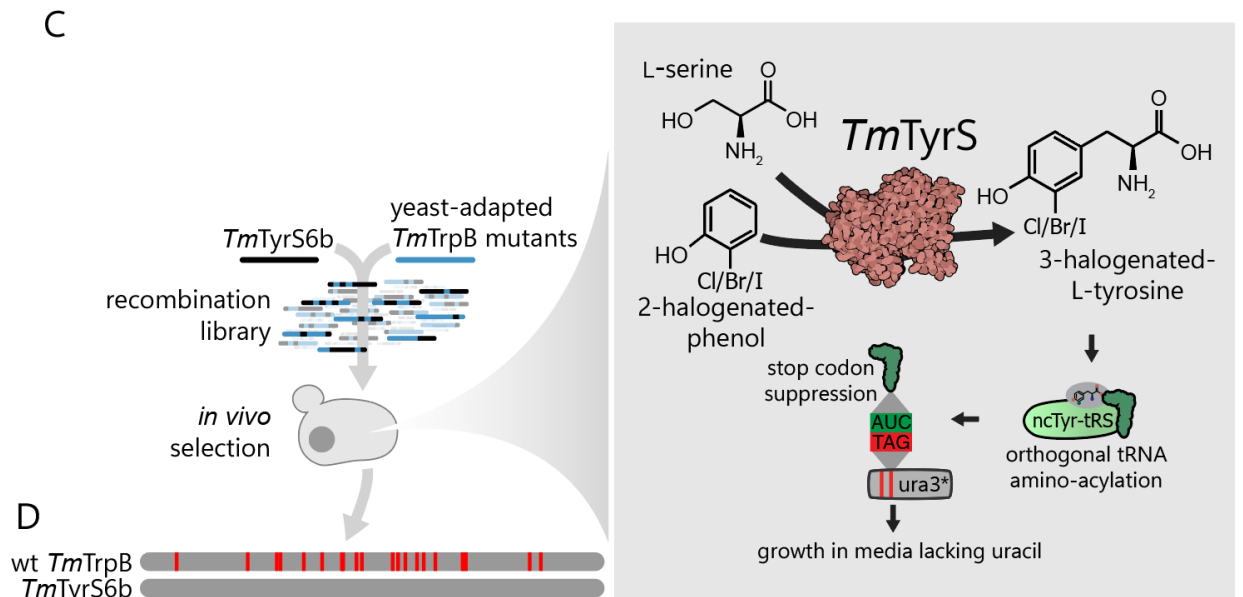 C
TmTyrS6b
yeast-adapted
TmTrpB mutants
recombination
library
in vivo
selection
L-serine
O
HO
OH
NH2
HO
Cl/Br/I
2-halogenated-
phenol
TmTyrS
O
OH
NH2
HO
Cl/Br/I
3-halogenated-
L-tyrosine
ncTyr-tRS
orthogonal tRNA
amino-acylation
stop codon
suppression
AUC
TAG
ura3*
growth in media lacking uracil
D
wt TmTrpB
TmTyrS6b